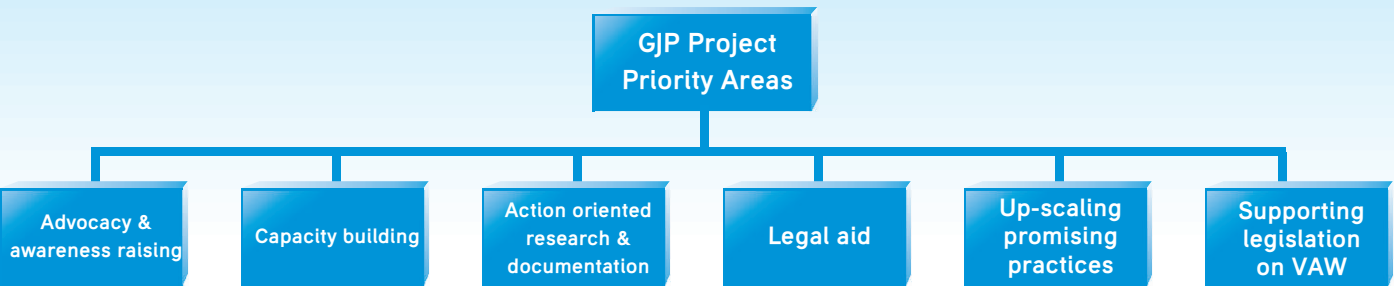 GJP Project
Priority Areas
Advocacy &
awareness raising
Capacity building
Action oriented
research &
documentation
Legal aid
Up-scaling
promising
practices
Supporting
legislation
on VAW